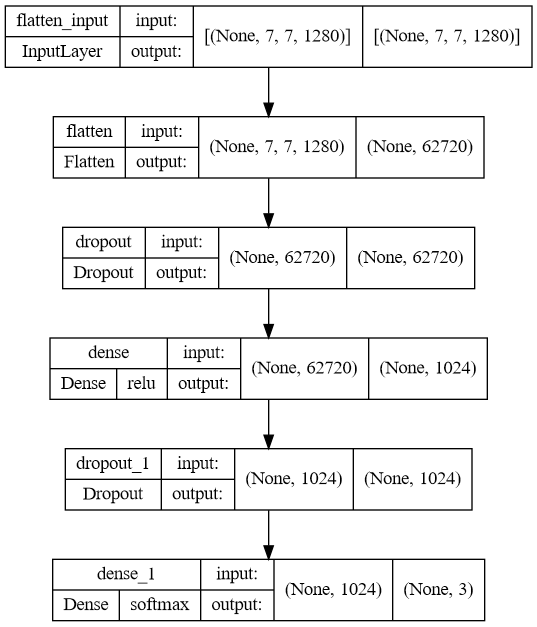 flatten_input input: [(None, 7, 7, 1280)] [(None, 7, 7, 1280)]
InputLayer output:
flatten input: (None, 7, 7, 1280) (None, 62720)
Flatten output:
dropout input: (None, 62720) (None, 62720)
Dropout output:
dense input: (None, 62720) (None, 1024)
Dense relu output:
dropout_1 input: (None, 1024) (None, 1024)
Dropout output:
dense_1 input: (None, 1024) (None, 3)
Dense softmax output: